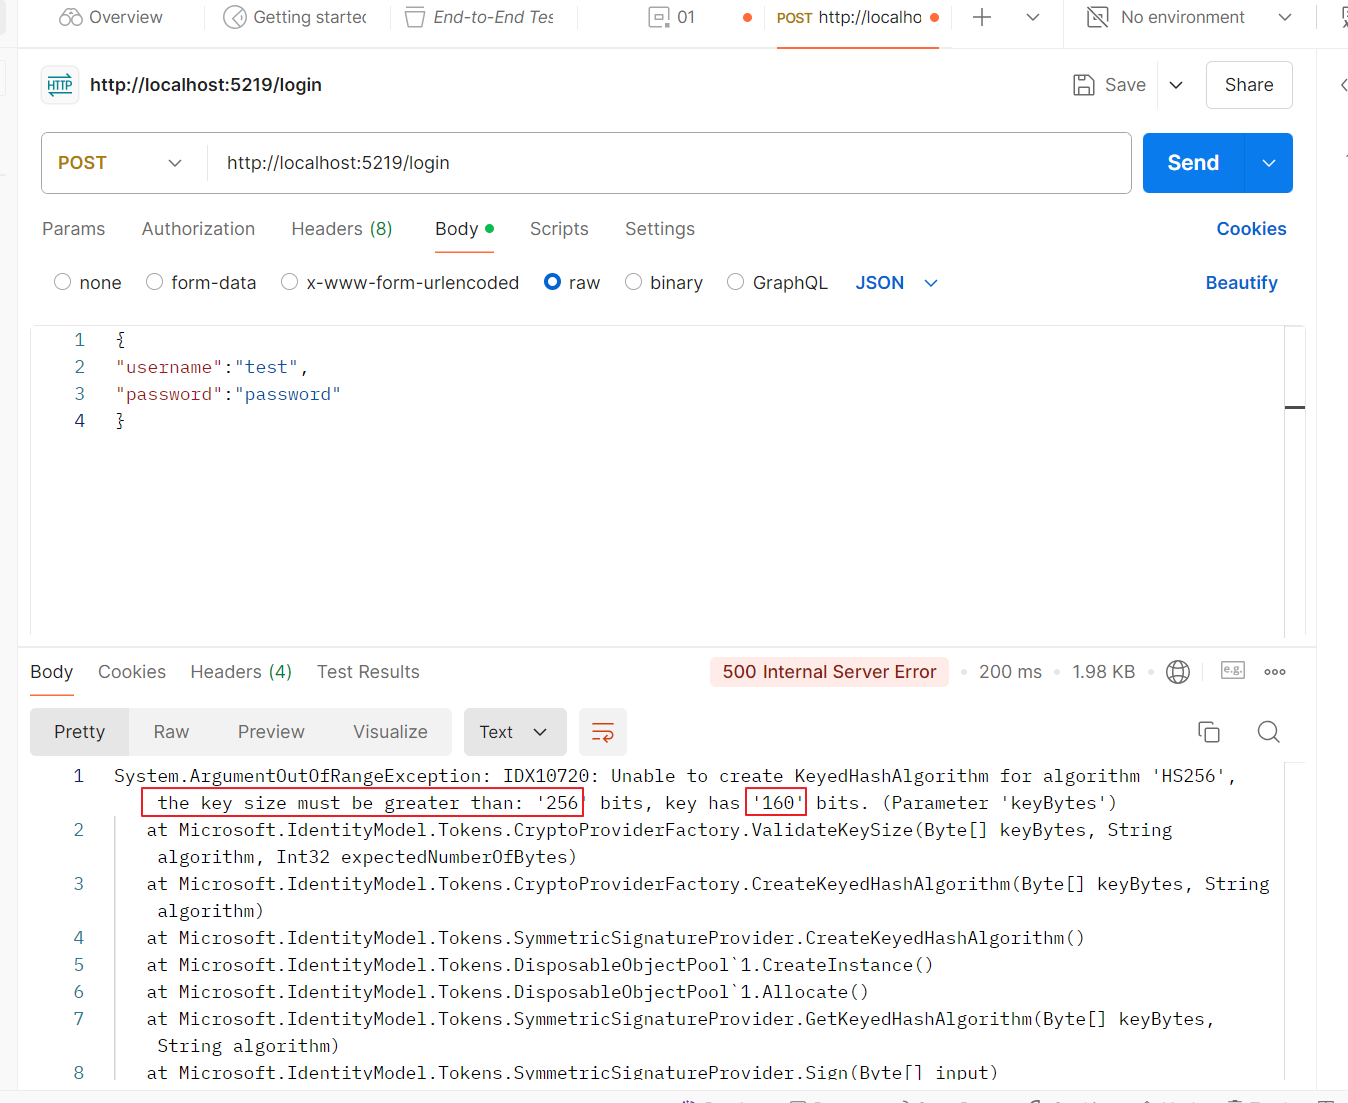 Overview
Getting started
End-to-End Tes
01
POST http://localho
No environment
HTTP http://localhost:5219/login
Save
Share
POST
http://localhost:5219/login
Send
Params
Authorization
Headers (8)
Body
Scripts
Settings
Cookies
none
form-data
x-www-form-urlencoded
raw
binary
GraphQL
JSON
Beautify
1 {
2 "username":"test",
3 "password":"password"
4 }
Body
Cookies
Headers (4)
Test Results
500 Internal Server Error
200 ms
1.98 KB
e.g.
Pretty
Raw
Preview
Visualize
Text
1 System.ArgumentOutOfRangeException: IDX10720: Unable to create KeyedHashAlgorithm for algorithm 'HS256',
the key size must be greater than: '256' bits, key has '160' bits. (Parameter 'keyBytes')
2 at Microsoft.IdentityModel.Tokens.CryptoProviderFactory.ValidateKeySize(Byte[] keyBytes, String
algorithm, Int32 expectedNumberOfBytes)
3 at Microsoft.IdentityModel.Tokens.CryptoProviderFactory.CreateKeyedHashAlgorithm(Byte[] keyBytes, String
algorithm)
4 at Microsoft.IdentityModel.Tokens.SymmetricSignatureProvider.CreateKeyedHashAlgorithm()
5 at Microsoft.IdentityModel.Tokens.DisposableObjectPool`1.CreateInstance()
6 at Microsoft.IdentityModel.Tokens.DisposableObjectPool`1.Allocate()
7 at Microsoft.IdentityModel.Tokens.SymmetricSignatureProvider.GetKeyedHashAlgorithm(Byte[] keyBytes,
String algorithm)
8 at Microsoft.IdentityModel.Tokens.SymmetricSignatureProvider.Sign(Byte[] input)